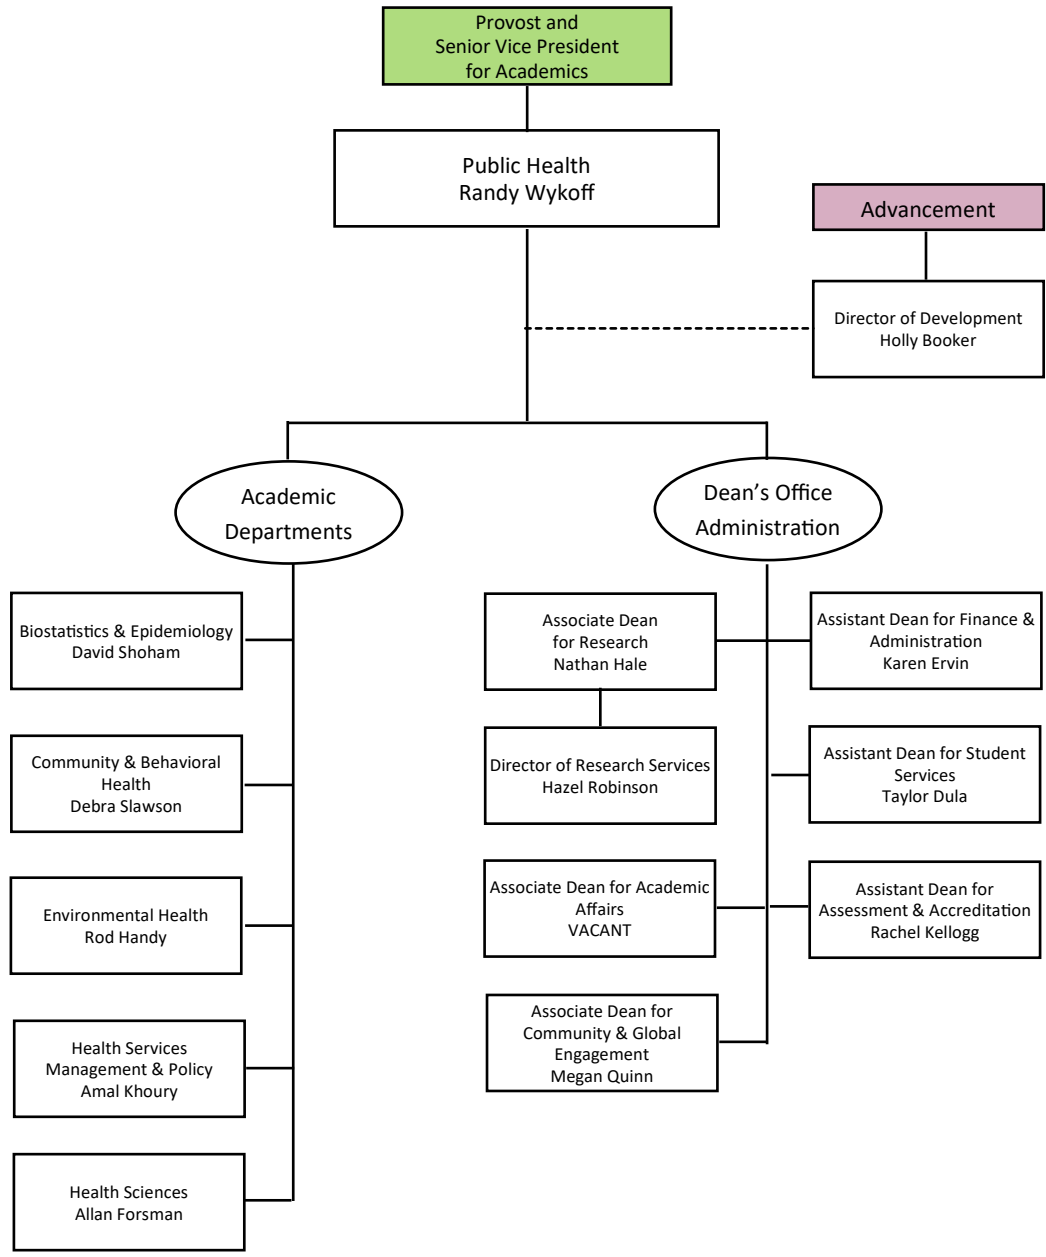 Provost and
Senior Vice President
for Academics
Public Health
Randy Wykoff
Advancement
Director of Development
Holly Booker
Academic
Departments
Dean’s Office
Administration
Biostatistics & Epidemiology
David Shoham
Community & Behavioral
Health
Debra Slawson
Environmental Health
Rod Handy
Health Services
Management & Policy
Amal Khoury
Health Sciences
Allan Forsman
Associate Dean
for Research
Nathan Hale
Director of Research Services
Hazel Robinson
Associate Dean for Academic
Affairs
VACANT
Associate Dean for
Community & Global
Engagement
Megan Quinn
Assistant Dean for Finance &
Administration
Karen Ervin
Assistant Dean for Student
Services
Taylor Dula
Assistant Dean for
Assessment & Accreditation
Rachel Kellogg